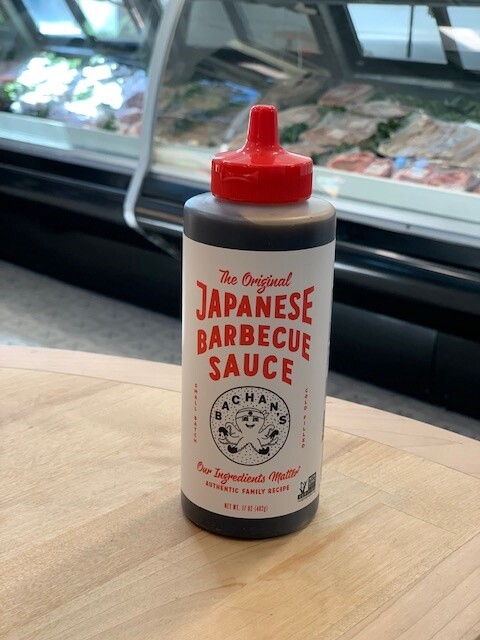 The Original
JAPANESE
BARBECUE
SAUCE
SMALL BATCH
BACHAN'S
COLD FILLED
Our Ingredients Matter
AUTHENTIC FAMILY RECIPE
NET WT. 17 OZ (482g)